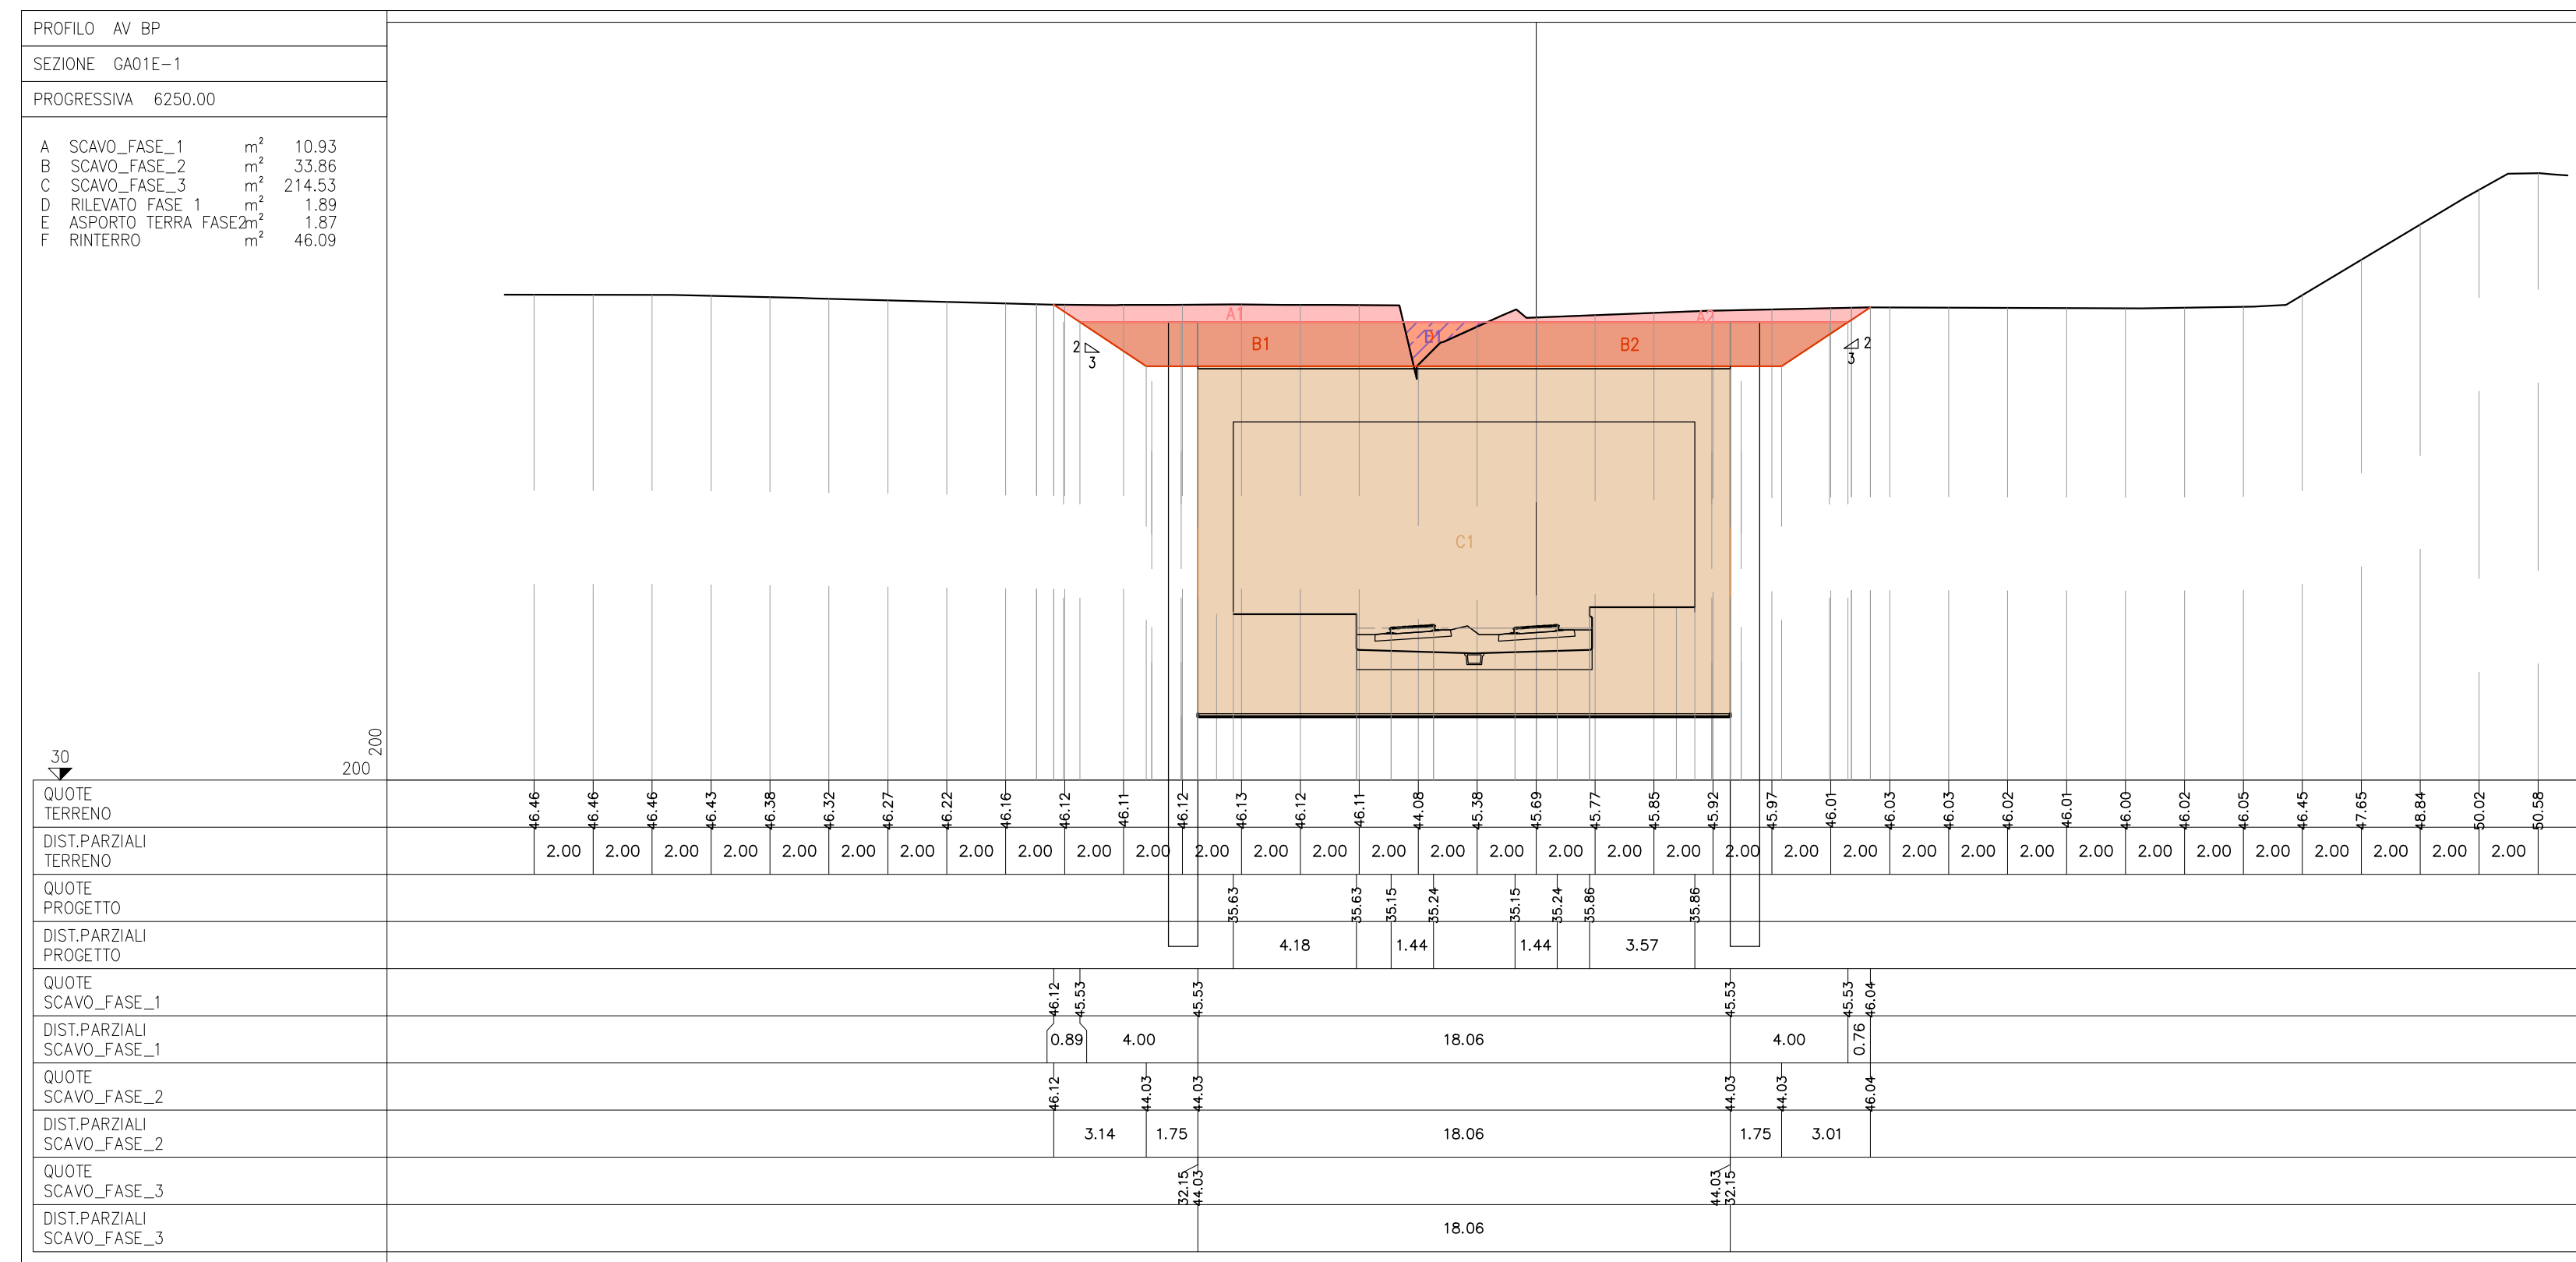 PROFILO AV BP
SEZIONE GA01E-1
PROGRESSIVA 6250.00
A SCAVO_FASE_1 m² 10.93
B SCAVO_FASE_2 m² 33.86
C SCAVO_FASE_3 m² 214.53
D RILEVATO FASE 1 m² 1.89
E ASPORTO TERRA FASE2 m² 1.87
F RINTERRO m² 46.09
A1 A2
E1
B1 B2
2 3
2 3
C1
30
200
200
QUOTE
TERRENO
46.46 46.46 46.46 46.43 46.38 46.32 46.27 46.22 46.16 46.12 46.11 46.12 46.13 46.12 46.11 44.08 45.38 45.69 45.77 45.85 45.92 45.97 46.01 46.03 46.03 46.02 46.01 46.00 46.02 46.05 46.45 47.65 48.84 50.02 50.58
DIST.PARZIALI
TERRENO
2.00 2.00 2.00 2.00 2.00 2.00 2.00 2.00 2.00 2.00 2.00 2.00 2.00 2.00 2.00 2.00 2.00 2.00 2.00 2.00 2.00 2.00 2.00 2.00 2.00 2.00 2.00 2.00 2.00 2.00 2.00 2.00 2.00 2.00
QUOTE
PROGETTO
35.63 35.63 35.15 35.24 35.15 35.24 35.86 35.86
DIST.PARZIALI
PROGETTO
4.18 1.44 1.44 3.57
QUOTE
SCAVO_FASE_1
46.12 45.53 45.53 45.53 45.53 46.04
DIST.PARZIALI
SCAVO_FASE_1
0.89 4.00 18.06 4.00 0.76
QUOTE
SCAVO_FASE_2
46.12 44.03 44.03 44.03 44.03 46.04
DIST.PARZIALI
SCAVO_FASE_2
3.14 1.75 18.06 1.75 3.01
QUOTE
SCAVO_FASE_3
32.15 44.03 44.03 32.15
DIST.PARZIALI
SCAVO_FASE_3
18.06